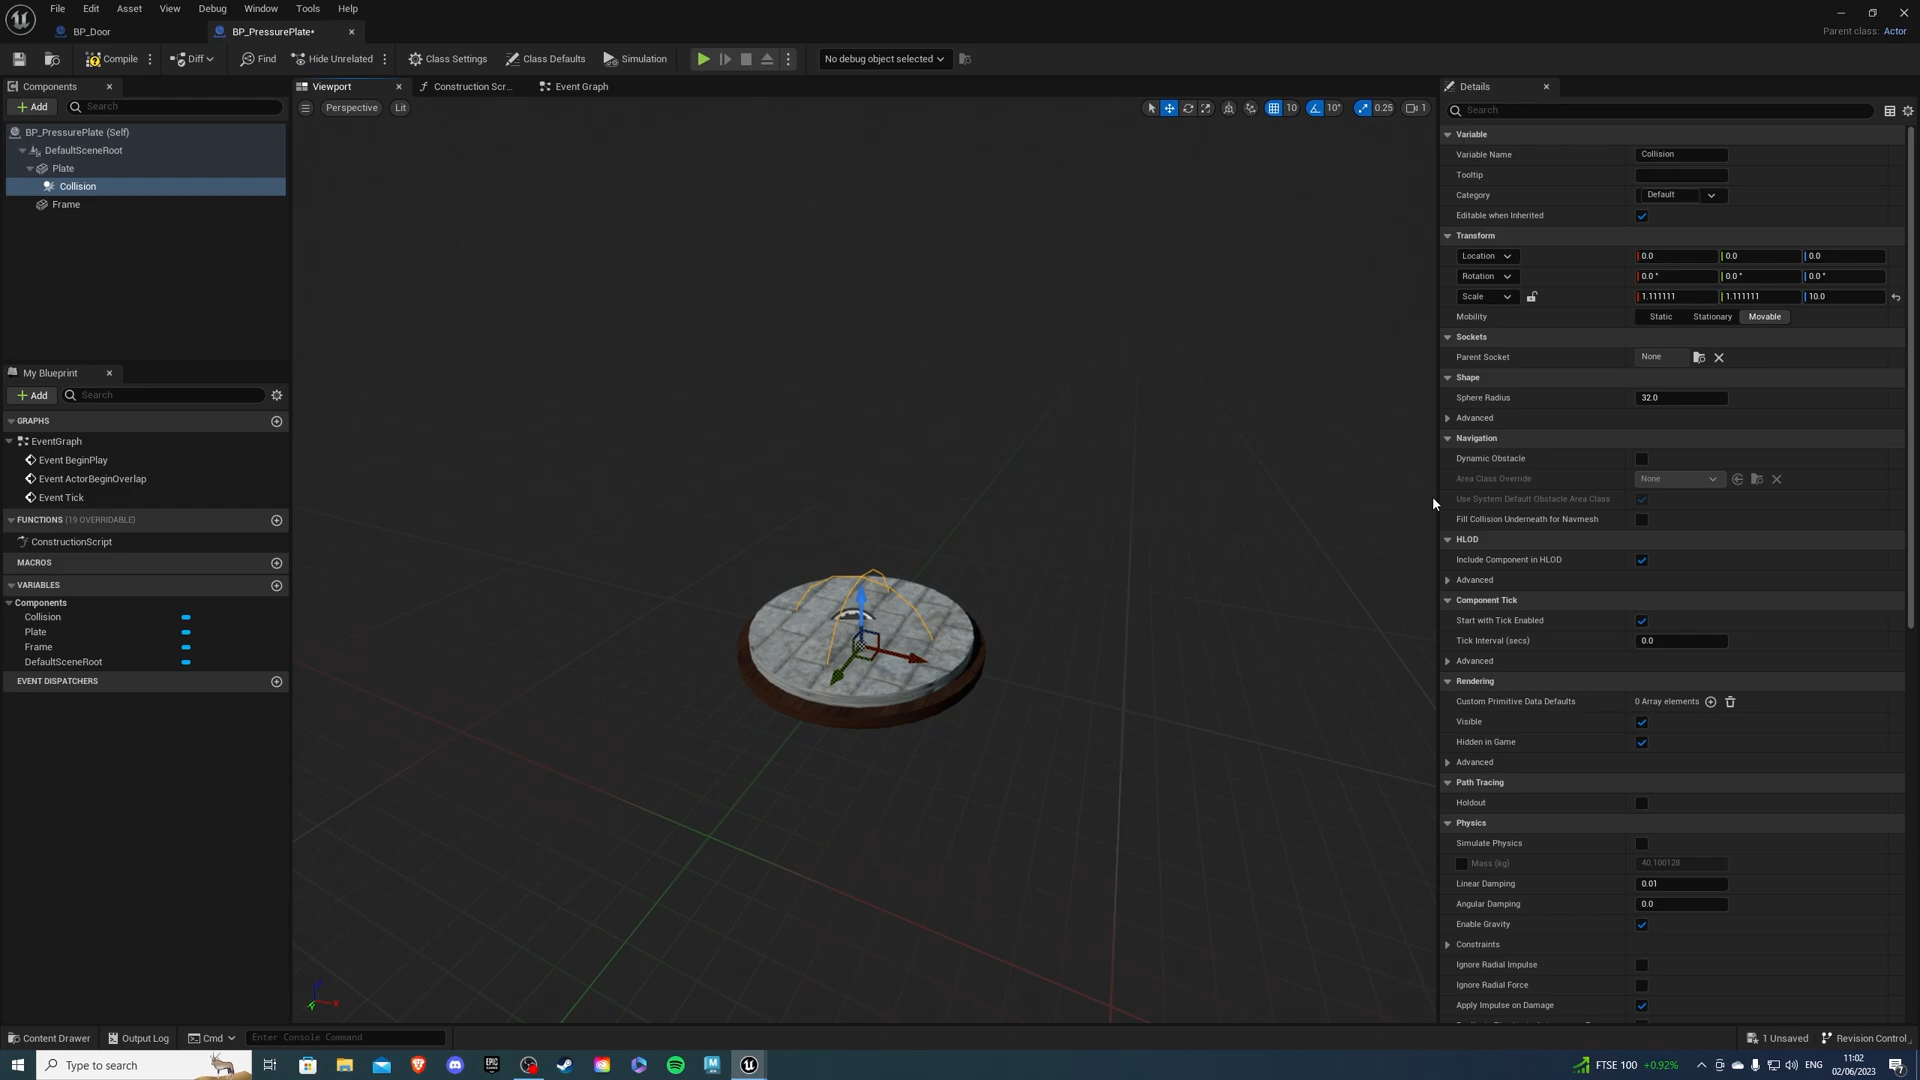 File Edit Asset View Debug Window Tools Help
BP_Door
BP_PressurePlate*
Parent class: Actor
Compile
Diff
Find
Hide Unrelated
Class Settings
Class Defaults
Simulation
No debug object selected
Components
Add
Search
BP_PressurePlate (Self)
DefaultSceneRoot
Plate
Collision
Frame
My Blueprint
Add
Search
GRAPHS
EventGraph
Event BeginPlay
Event ActorBeginOverlap
Event Tick
FUNCTIONS (19 OVERRIDABLE)
ConstructionScript
MACROS
VARIABLES
Components
Collision
Plate
Frame
DefaultSceneRoot
EVENT DISPATCHERS
Viewport
Construction Scr...
Event Graph
Perspective
Lit
10
10°
0.25
1
Details
Search
Variable
Variable Name Collision
Tooltip
Category Default
Editable when Inherited
Transform
Location 0.0 0.0 0.0
Rotation 0.0 ° 0.0 ° 0.0 °
Scale 1.111111 1.111111 10.0
Mobility Static Stationary Movable
Sockets
Parent Socket None
Shape
Sphere Radius 32.0
Advanced
Navigation
Dynamic Obstacle
Area Class Override None
Use System Default Obstacle Area Class
Fill Collision Underneath for Navmesh
HLOD
Include Component in HLOD
Advanced
Component Tick
Start with Tick Enabled
Tick Interval (secs) 0.0
Advanced
Rendering
Custom Primitive Data Defaults 0 Array elements
Visible
Hidden in Game
Advanced
Path Tracing
Holdout
Physics
Simulate Physics
Mass (kg) 40.100128
Linear Damping 0.01
Angular Damping 0.0
Enable Gravity
Constraints
Ignore Radial Impulse
Ignore Radial Force
Apply Impulse on Damage
Content Drawer
Output Log
Cmd
Enter Console Command
1 Unsaved
Revision Control
Type to search
FTSE 100 +0.92%
ENG
11:02
02/06/2023